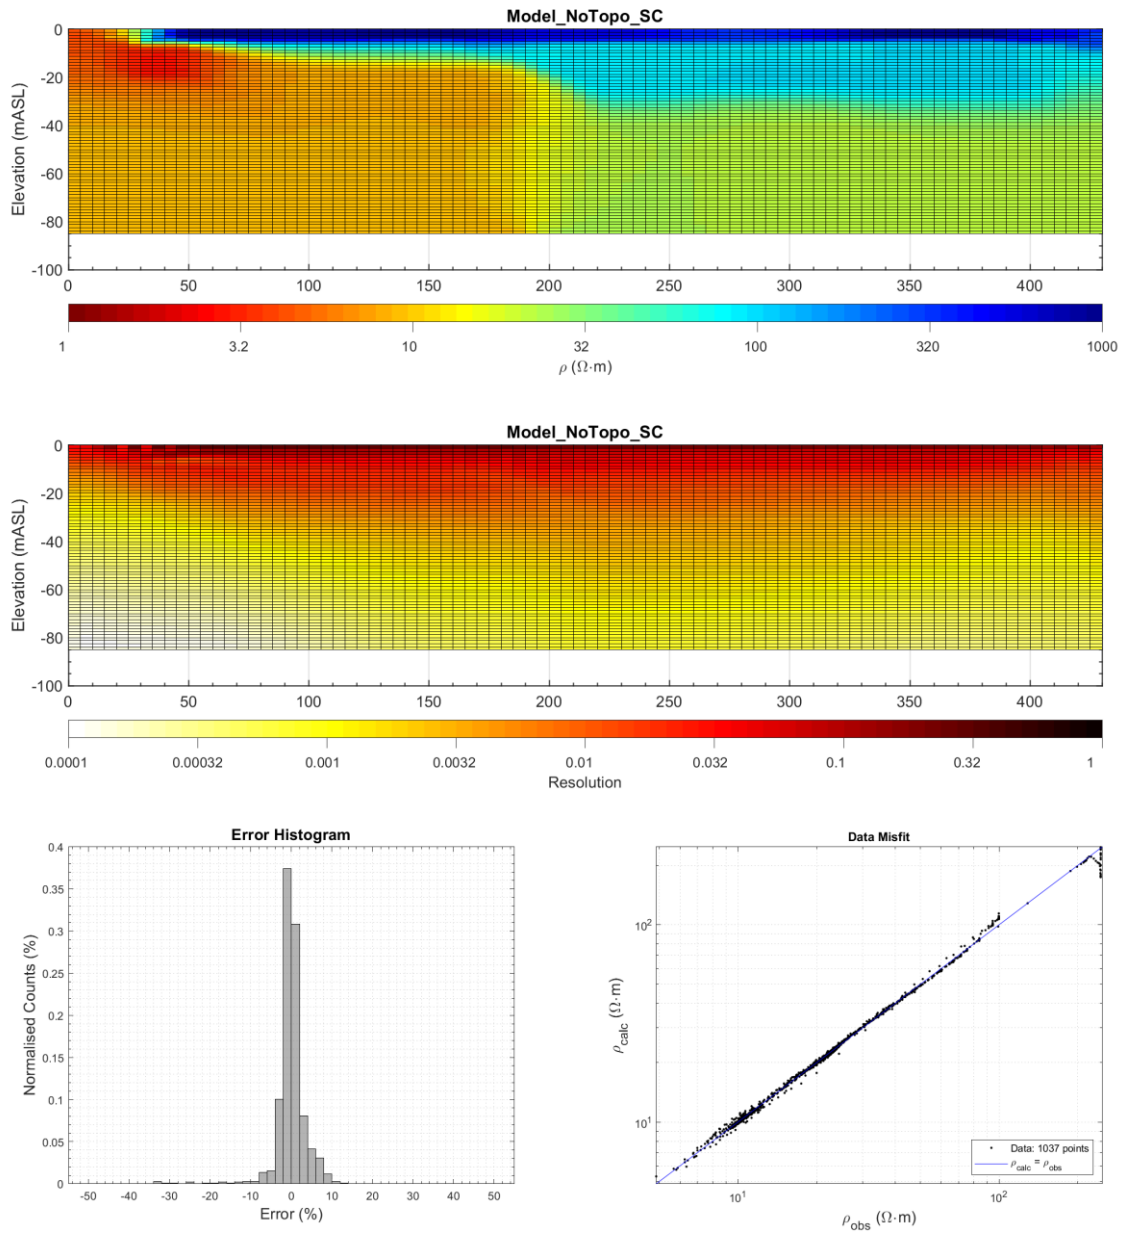 Model_NoTopo_SC
Elevation (mASL)
0
-20
-40
-60
-80
-100
0 50 100 150 200 250 300 350 400
1 3.2 10 32 100 320 1000
ρ (Ω·m)
Model_NoTopo_SC
Elevation (mASL)
0
-20
-40
-60
-80
-100
0 50 100 150 200 250 300 350 400
0.0001 0.00032 0.001 0.0032 0.01 0.032 0.1 0.32 1
Resolution
Error Histogram
Normalised Counts (%)
0.4
0.35
0.3
0.25
0.2
0.15
0.1
0.05
0
-50 -40 -30 -20 -10 0 10 20 30 40 50
Error (%)
Data Misfit
ρcalc (Ω·m)
10²
10¹
Data: 1037 points
ρcalc = ρobs
10¹ 10²
ρobs (Ω·m)